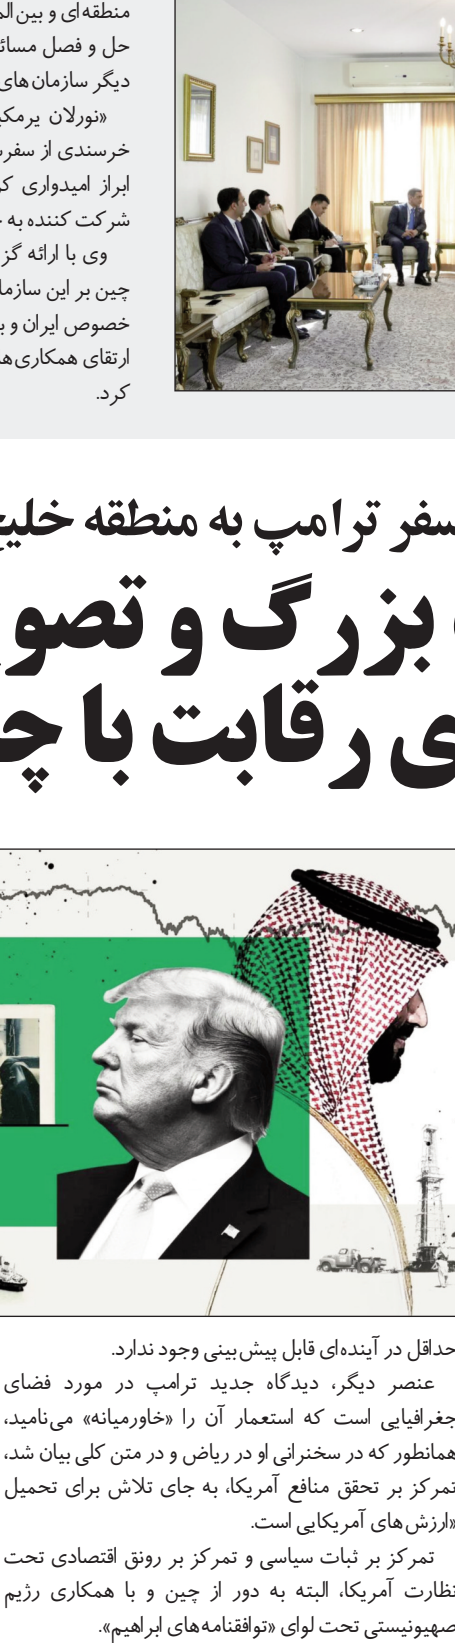 منطقه‌ای و بین‌الم
حل و فصل مسائ
دیگر سازمان‌های
«نورلان یرمکب
خرسندی از سفرش
ابراز امیدواری کر
شرکت کننده به
وی با ارائه گز
چین بر این سازما
خصوص ایران و ب
ارتقای همکاری‌ها
کرد.
سفر ترامپ به منطقه خلیج
بزرگ و تصو
ی رقابت با چ
حداقل در آینده‌ای قابل پیش‌بینی وجود ندارد.
عنصر دیگر، دیدگاه جدید ترامپ در مورد فضای
جغرافیایی است که استعمار آن را «خاورمیانه» می‌نامید،
همانطور که در سخنرانی او در ریاض و در متن کلی بیان شد،
تمرکز بر تحقق منافع آمریکا، به جای تلاش برای تحمیل
«ارزش‌های آمریکایی است.
تمرکز بر ثبات سیاسی و تمرکز بر رونق اقتصادی تحت
نظارت آمریکا، البته به دور از چین و با همکاری رژیم
صهیونیستی تحت لوای «توافقنامه‌های ابراهیم».